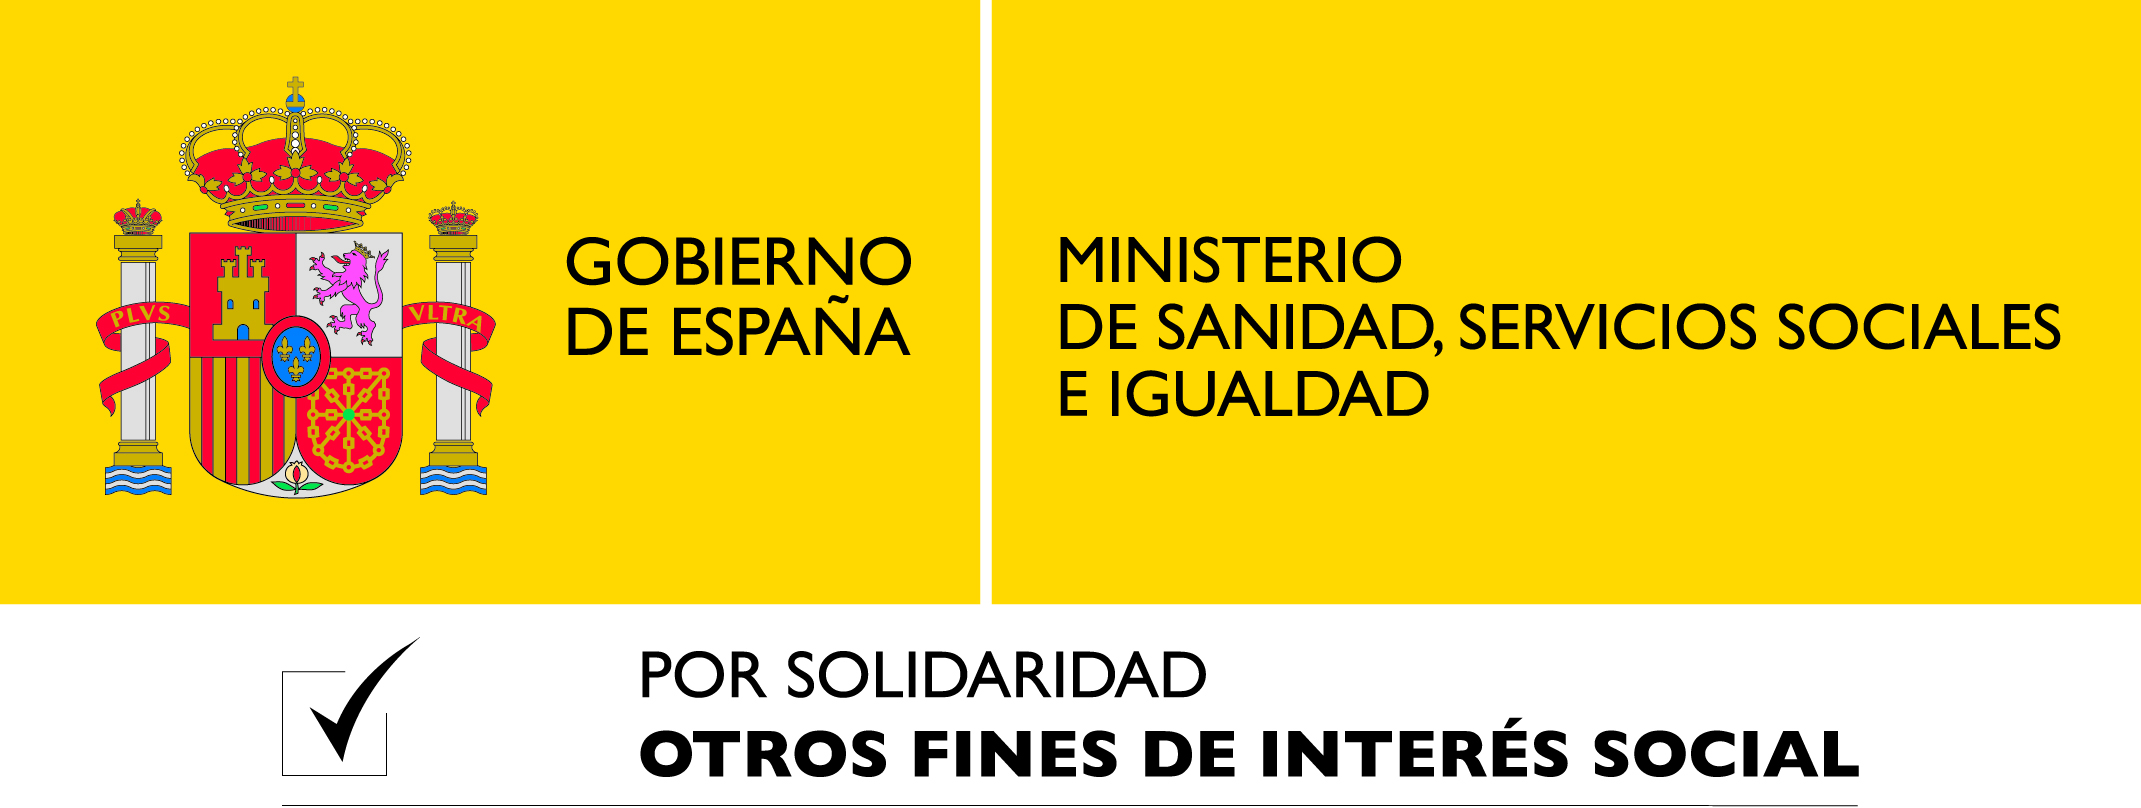 PLVS VLTRA
GOBIERNO
DE ESPAÑA
MINISTERIO
DE SANIDAD, SERVICIOS SOCIALES
E IGUALDAD
POR SOLIDARIDAD
OTROS FINES DE INTERÉS SOCIAL